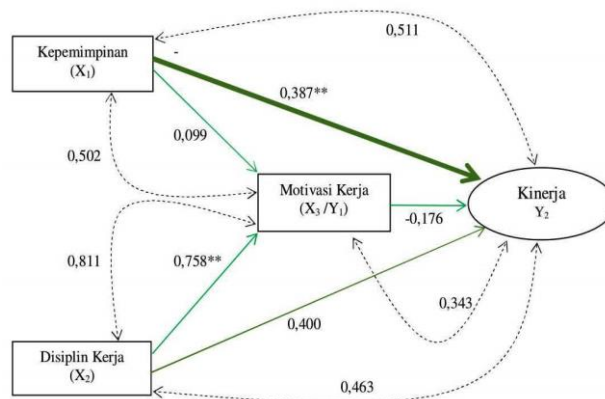 0,511
Kepemimpinan
(X₁)
-
0,387**
0,099
0,502
Motivasi Kerja
(X₃ /Y₁)
Kinerja
Y₂
-0,176
0,811
0,758**
0,343
0,400
Disiplin Kerja
(X₂)
0,463